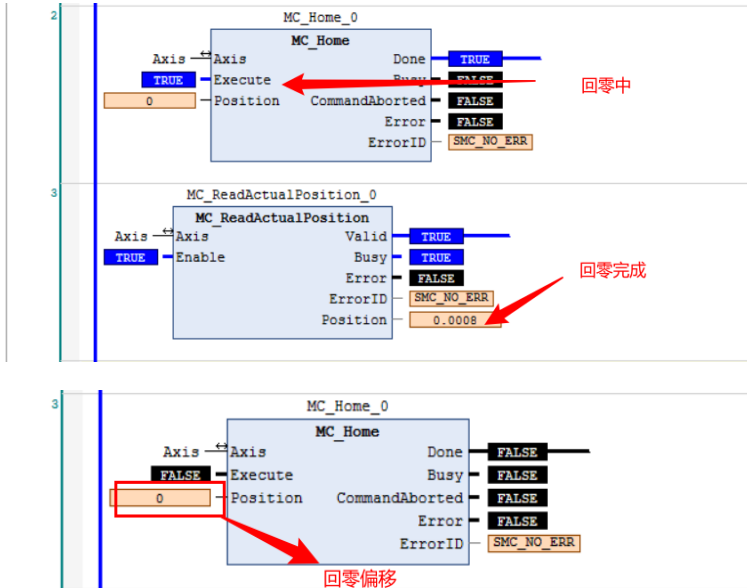 2
MC_Home_0
MC_Home
Axis Axis Done TRUE
TRUE Execute Busy FALSE
回零中
0 Position CommandAborted FALSE
Error FALSE
ErrorID SMC_NO_ERR
3
MC_ReadActualPosition_0
MC_ReadActualPosition
Axis Axis Valid TRUE
TRUE Enable Busy TRUE
回零完成
Error FALSE
ErrorID SMC_NO_ERR
Position 0.0008
3
MC_Home_0
MC_Home
Axis Axis Done FALSE
FALSE Execute Busy FALSE
0 Position CommandAborted FALSE
Error FALSE
ErrorID SMC_NO_ERR
回零偏移